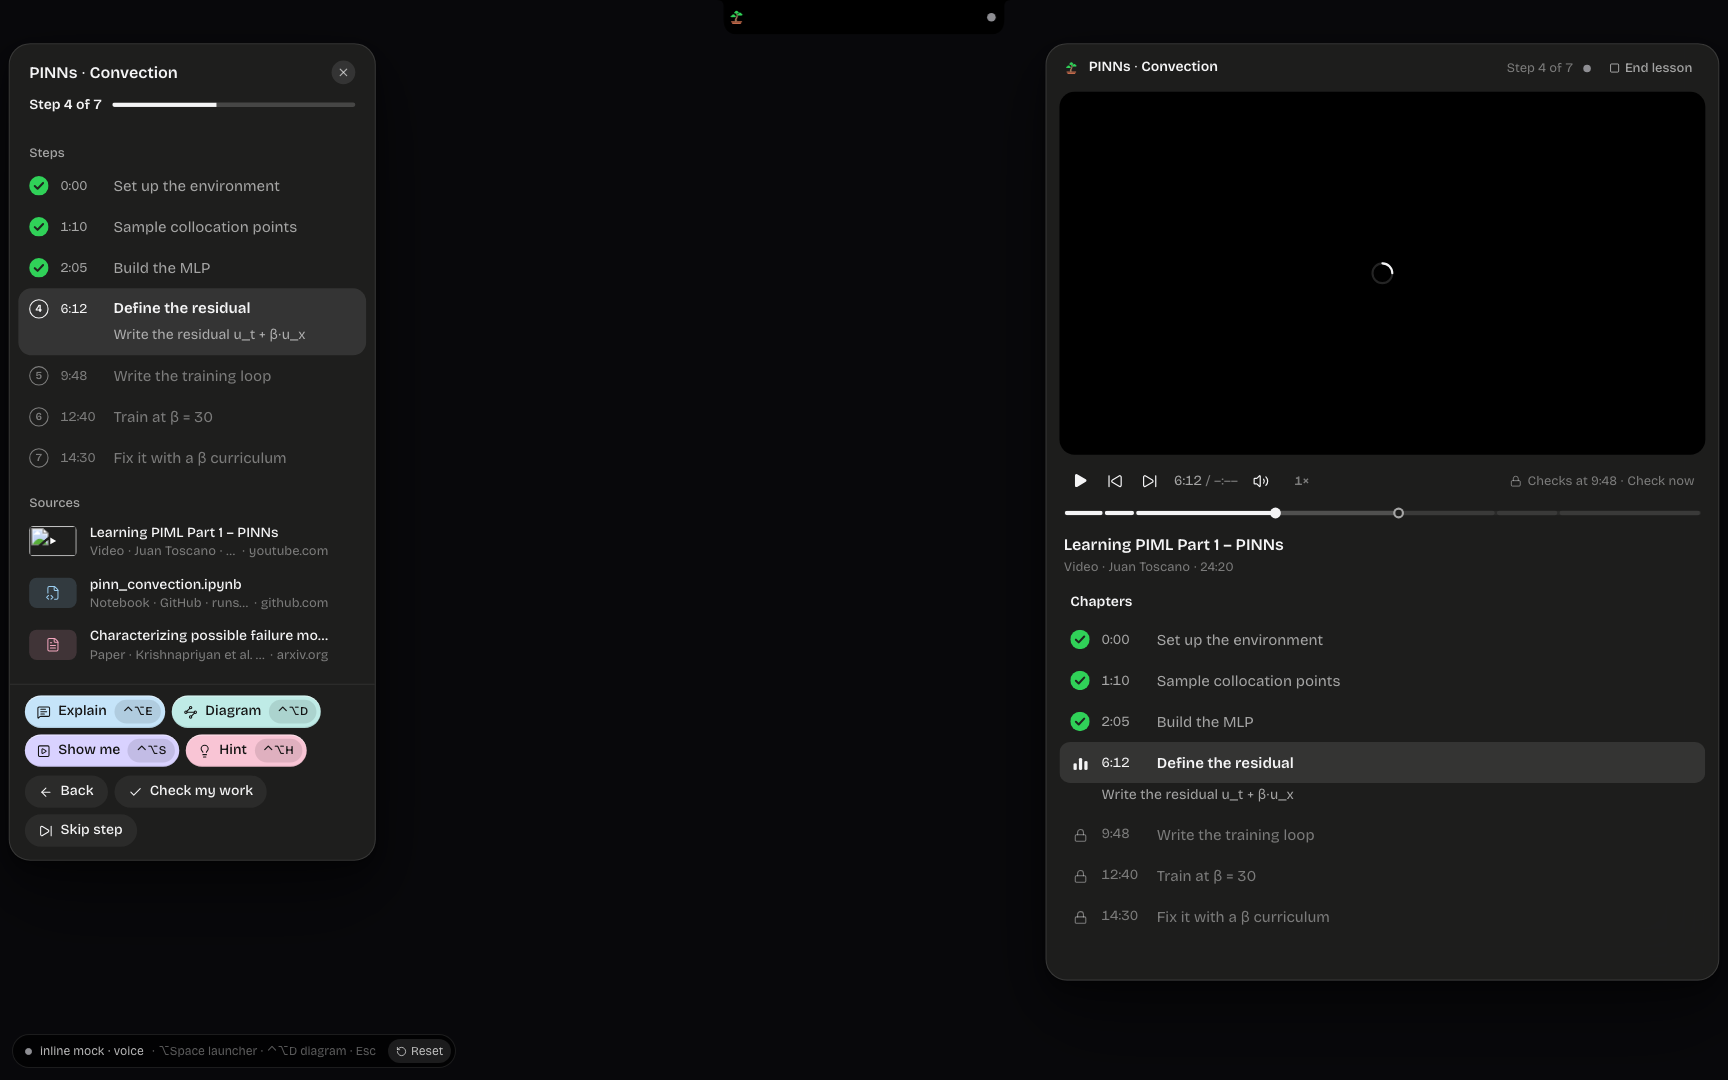 PINNs · Convection
Step 4 of 7
Steps
0:00 Set up the environment
1:10 Sample collocation points
2:05 Build the MLP
4 6:12 Define the residual
Write the residual u_t + β·u_x
5 9:48 Write the training loop
6 12:40 Train at β = 30
7 14:30 Fix it with a β curriculum
Sources
Learning PIML Part 1 – PINNs
Video · Juan Toscano · ... · youtube.com
pinn_convection.ipynb
Notebook · GitHub · runs... · github.com
Characterizing possible failure mo...
Paper · Krishnapriyan et al. ... · arxiv.org
Explain ^⌥E
Diagram ^⌥D
Show me ^⌥S
Hint ^⌥H
Back
Check my work
Skip step
inline mock · voice · ⌥Space launcher · ^⌥D diagram · Esc
Reset
PINNs · Convection
Step 4 of 7
End lesson
6:12 / –:––
1×
Checks at 9:48 · Check now
Learning PIML Part 1 – PINNs
Video · Juan Toscano · 24:20
Chapters
0:00 Set up the environment
1:10 Sample collocation points
2:05 Build the MLP
6:12 Define the residual
Write the residual u_t + β·u_x
9:48 Write the training loop
12:40 Train at β = 30
14:30 Fix it with a β curriculum